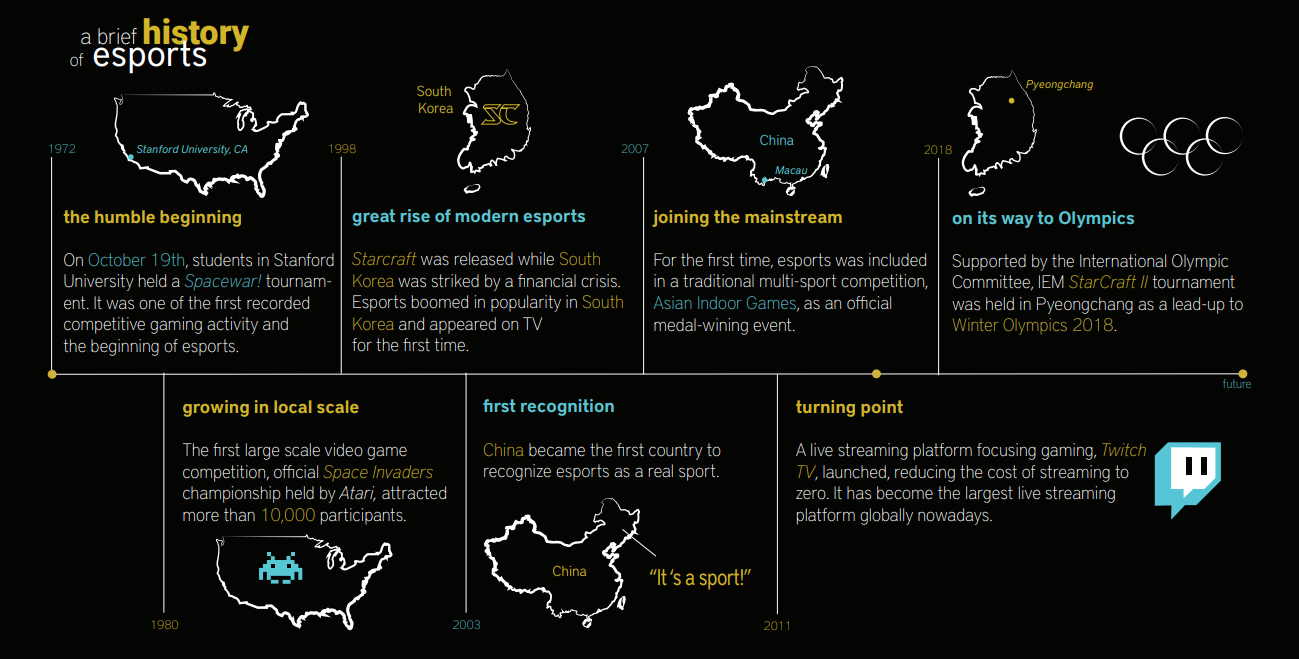 a brief history
of esports
1972
Stanford University, CA
the humble beginning
On October 19th, students in Stanford
University held a Spacewar! tournam-
ent. It was one of the first recorded
competitive gaming activity and
the beginning of esports.
1998
South
Korea
SC
great rise of modern esports
Starcraft was released while South
Korea was striked by a financial crisis.
Esports boomed in popularity in South
Korea and appeared on TV
for the first time.
2007
China
Macau
joining the mainstream
For the first time, esports was included
in a traditional multi-sport competition,
Asian Indoor Games, as an official
medal-wining event.
2018
Pyeongchang
on its way to Olympics
Supported by the International Olympic
Committee, IEM StarCraft II tournament
was held in Pyeongchang as a lead-up to
Winter Olympics 2018.
future
growing in local scale
The first large scale video game
competition, official Space Invaders
championship held by Atari, attracted
more than 10,000 participants.
1980
first recognition
China became the first country to
recognize esports as a real sport.
China
“It ‘s a sport!”
2003
turning point
A live streaming platform focusing gaming, Twitch
TV, launched, reducing the cost of streaming to
zero. It has become the largest live streaming
platform globally nowadays.
2011